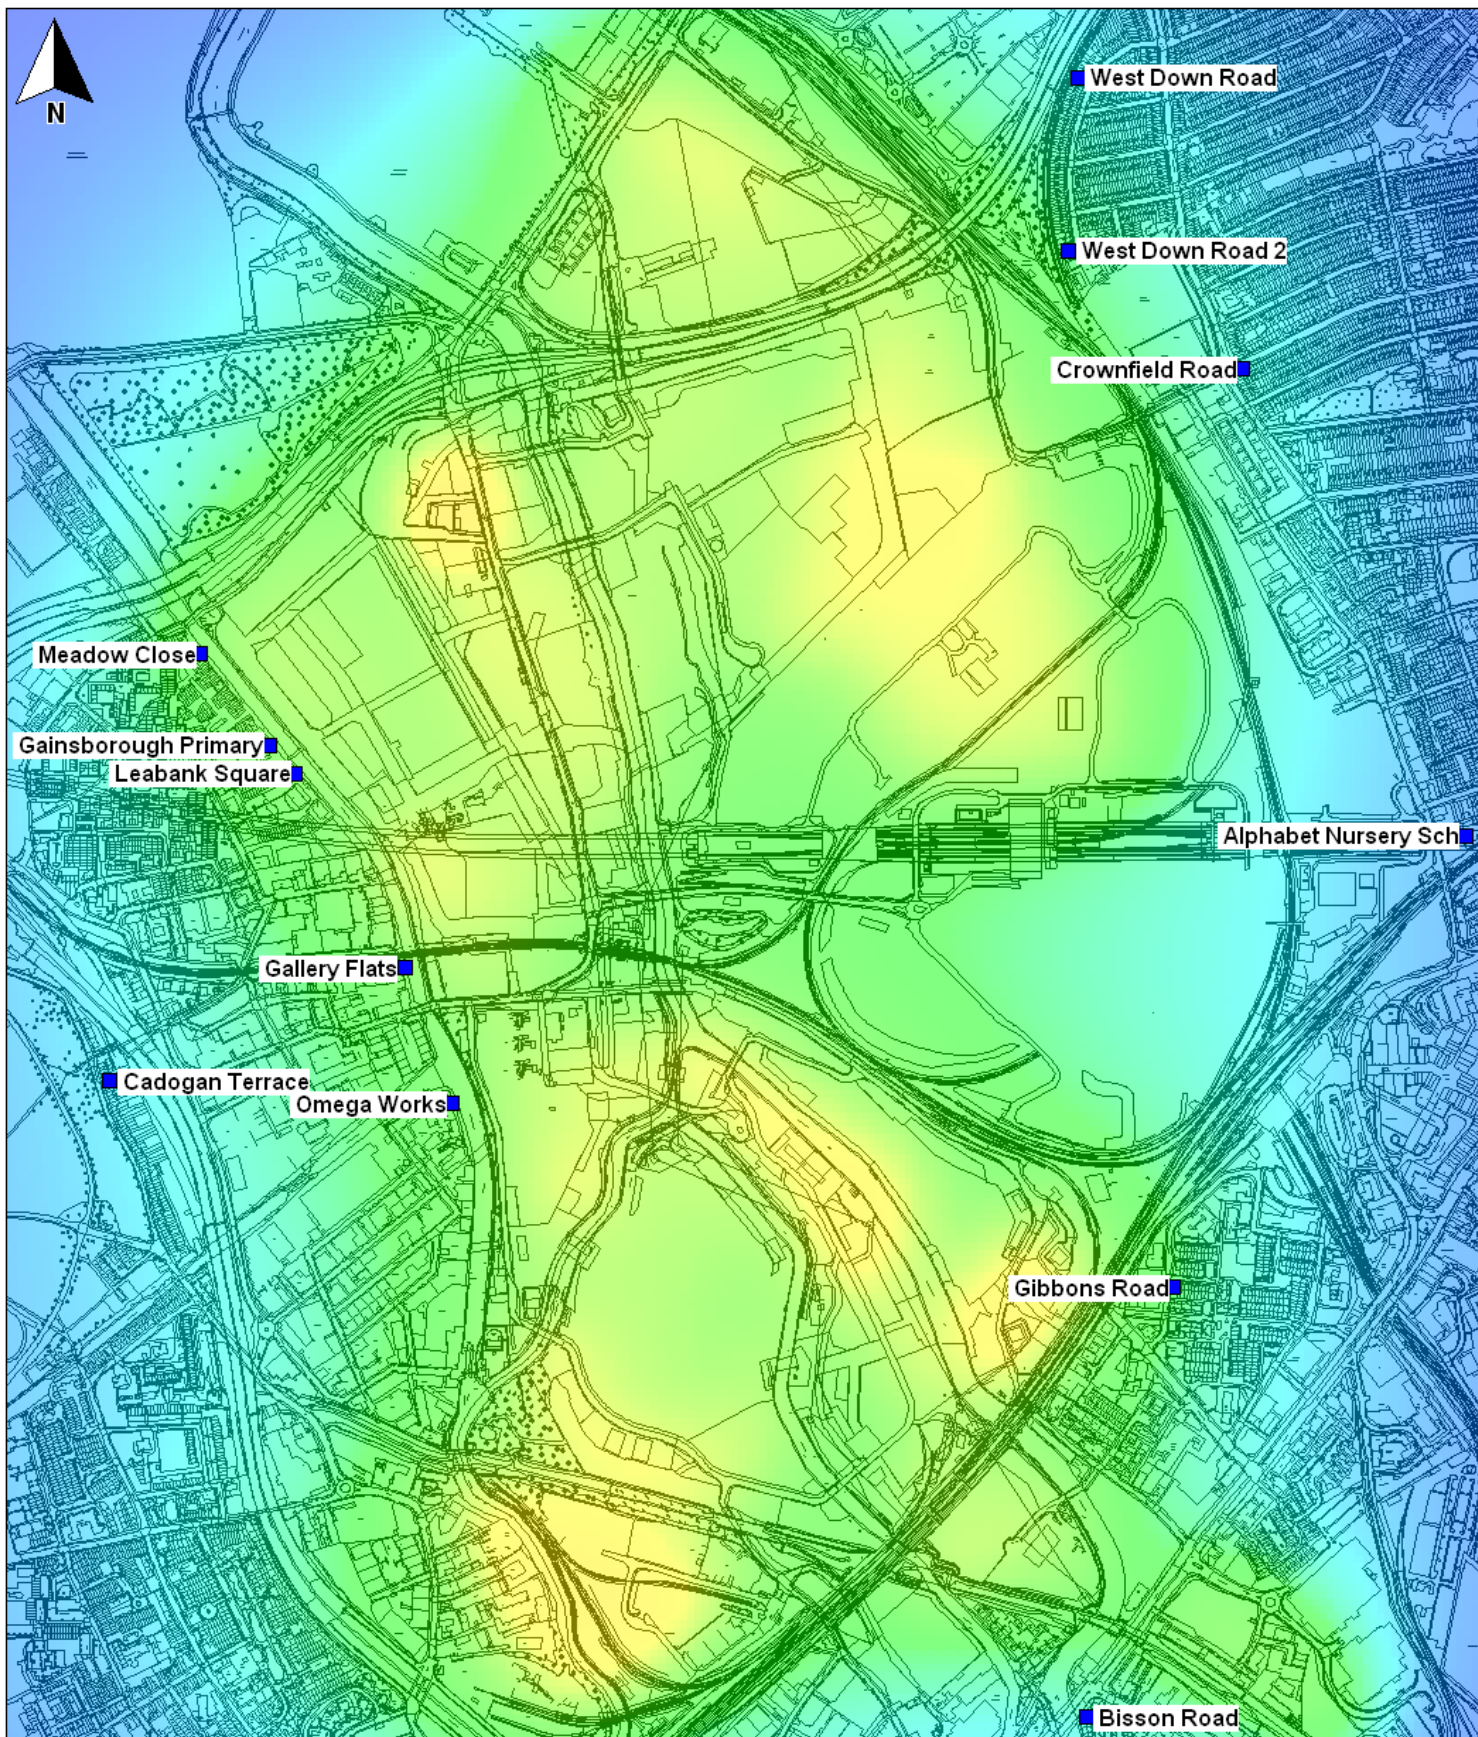 West Down Road
N
West Down Road 2
Crownfield Road
Meadow Close
Gainsborough Primary
Leabank Square
Alphabet Nursery Sch
Gallery Flats
Cadogan Terrace
Omega Works
Gibbons Road
Bisson Road